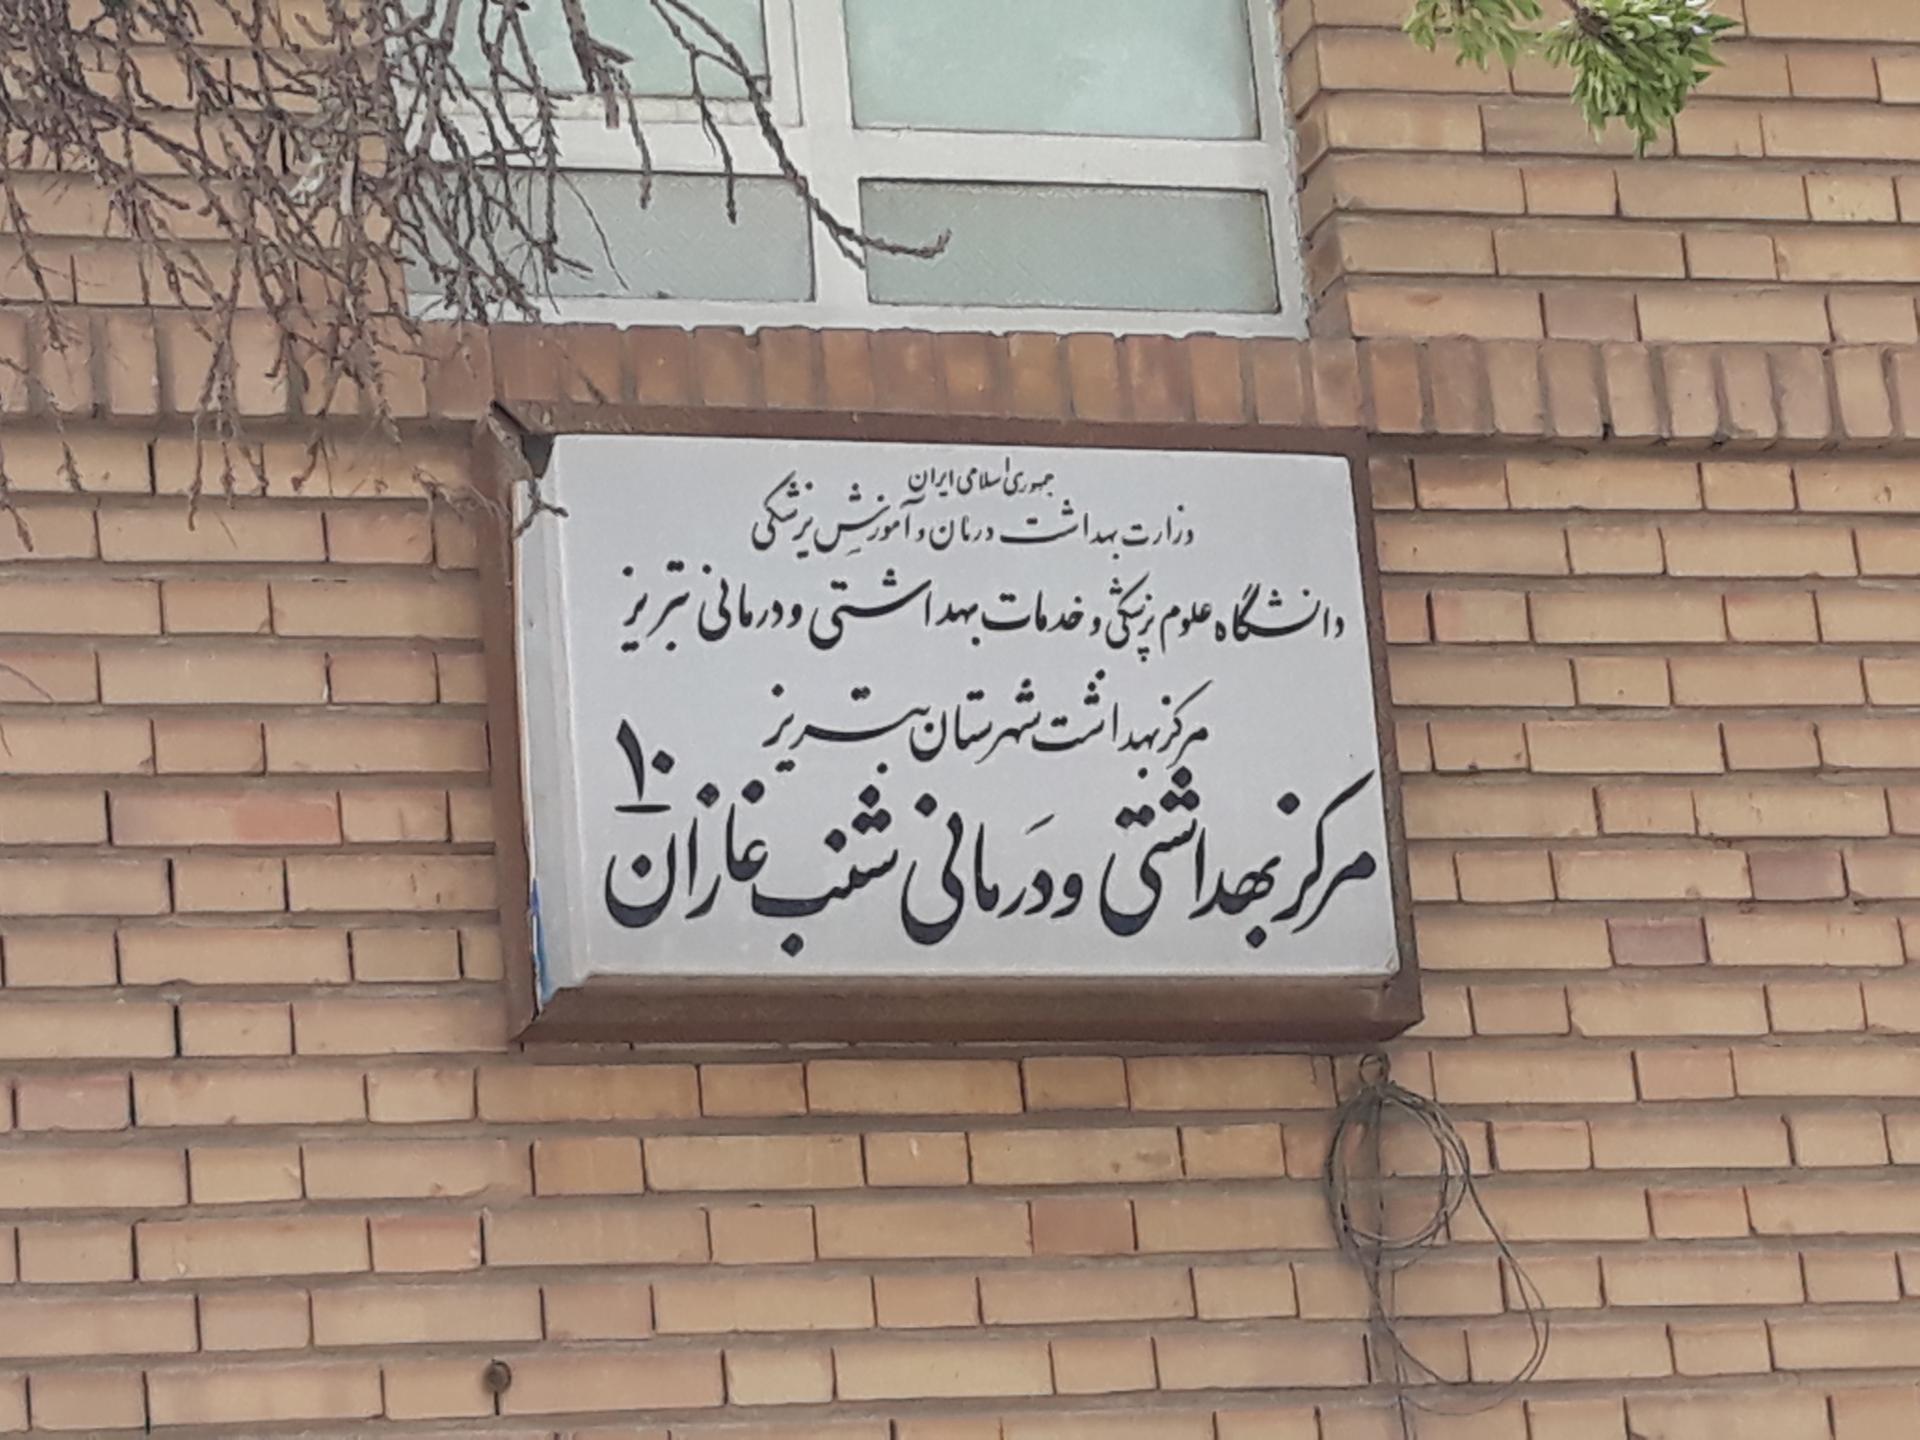 جمهوری اسلامی ایران
وزارت بهداشت درمان و آموزش پزشکی
دانشگاه علوم پزشکی و خدمات بهداشتی و درمانی تبریز
مرکز بهداشت شهرستان تبریز
مرکز بهداشتی و درمانی شنب غازان ۱۰